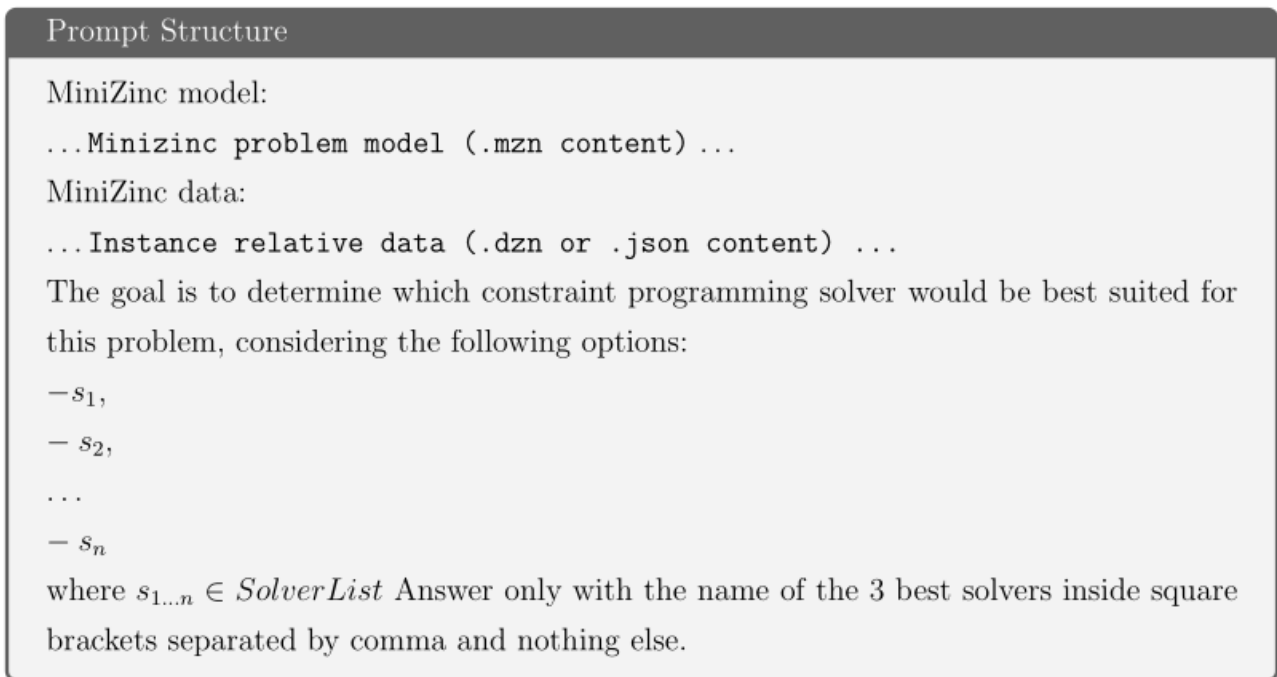 Prompt Structure
MiniZinc model:
...Minizinc problem model (.mzn content) ...
MiniZinc data:
...Instance relative data (.dzn or .json content) ...
The goal is to determine which constraint programming solver would be best suited for
this problem, considering the following options:
−s₁,
− s₂,
...
− sₙ
where s₁...ₙ ∈ SolverList Answer only with the name of the 3 best solvers inside square
brackets separated by comma and nothing else.